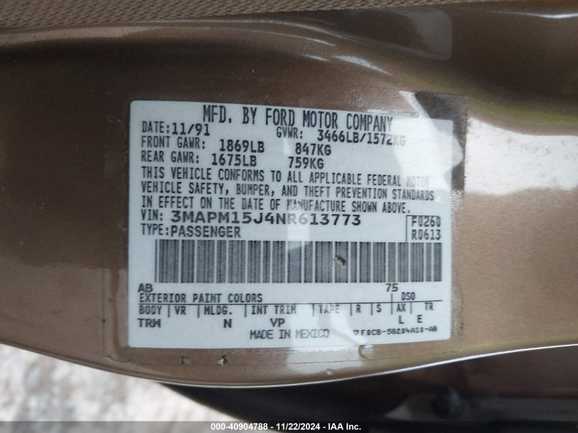 MFD. BY FORD MOTOR COMPANY
DATE: 11/91 GVWR: 3466LB/1572KG
FRONT GAWR: 1869LB 847KG
REAR GAWR: 1675LB 759KG
THIS VEHICLE CONFORMS TO ALL APPLICABLE FEDERAL MOTOR
VEHICLE SAFETY, BUMPER, AND THEFT PREVENTION STANDARDS
IN EFFECT ON THE DATE OF MANUFACTURE SHOWN ABOVE.
VIN: 3MAPM15J4NR613773 F0260
TYPE: PASSENGER R0613
AB 75
EXTERIOR PAINT COLORS DSO
BODY VR MLDG. INT TRIM TAPE R S AX TR
TRM N VP L E
MADE IN MEXICO
000-40904788 - 11/22/2024 - IAA Inc.